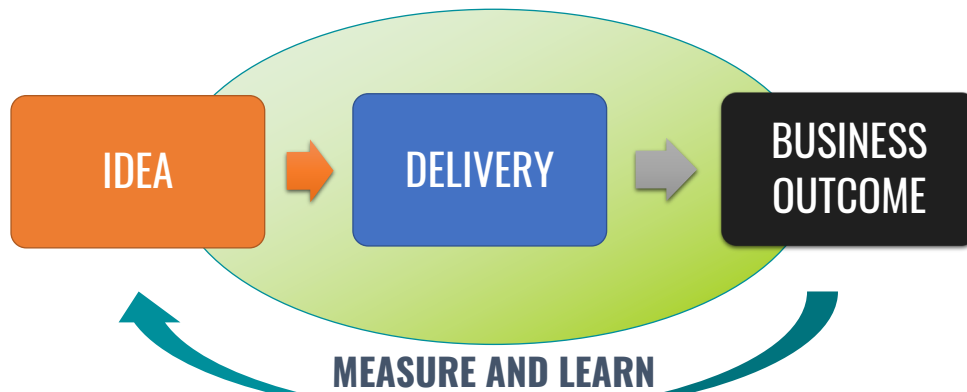 IDEA
DELIVERY
BUSINESS
OUTCOME
MEASURE AND LEARN